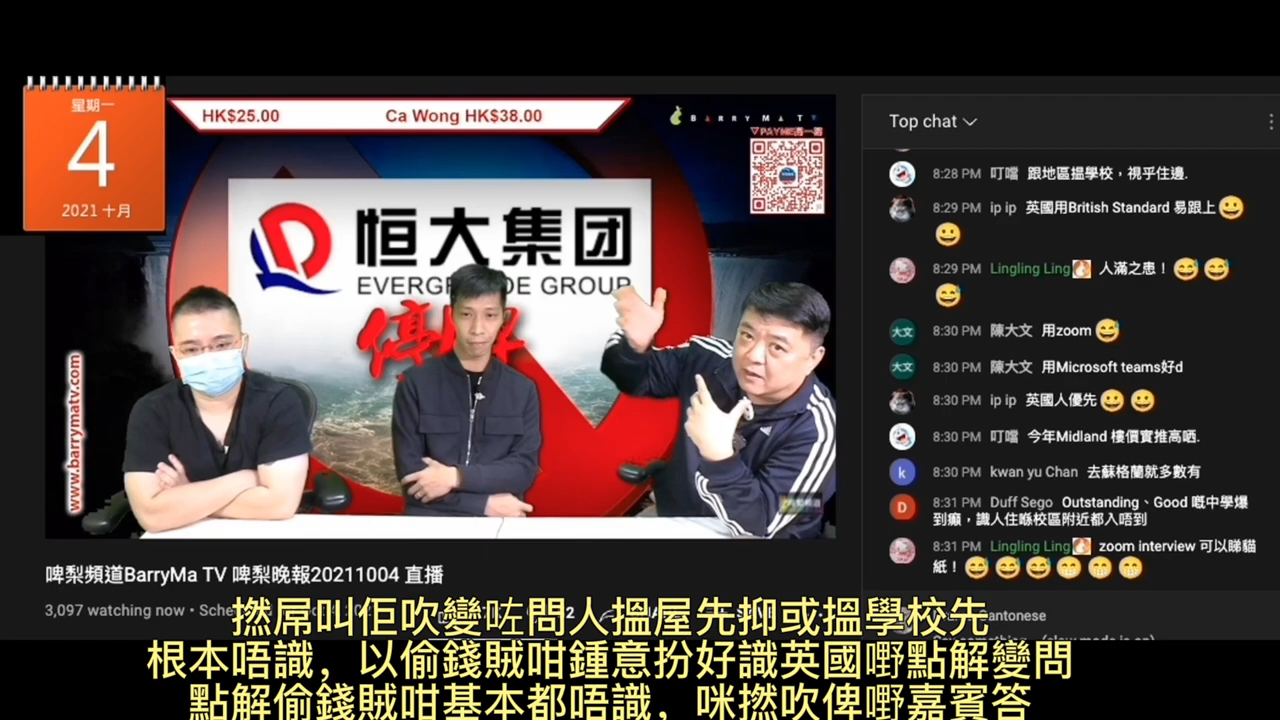 星期一
4
2021 十月
HK$25.00
Ca Wong HK$38.00
BARRYMATV
恒大集团
EVERGRANDE GROUP
www.barrymatv.com
啤梨頻道BarryMa TV 啤梨晚報20211004 直播
3,097 watching now •
Top chat
8:28 PM 叮噹 跟地區揾學校，視乎住邊.
8:29 PM ip ip 英國用British Standard 易跟上😀
😀
8:29 PM Lingling Ling 人滿之患！😅😅
😅
大文 8:30 PM 陳大文 用zoom😅
大文 8:30 PM 陳大文 用Microsoft teams好d
8:30 PM ip ip 英國人優先😀😀
8:30 PM 叮噹 今年Midland 樓價實推高哂.
k 8:30 PM kwan yu Chan 去蘇格蘭就多數有
D 8:31 PM Duff Sego Outstanding、Good 嘅中學爆
到癲，識人住喺校區附近都入唔到
8:31 PM Lingling Ling zoom interview 可以睇貓
紙！😅😅😅😁😁😁
撚屌叫佢吹變咗問人搵屋先抑或搵學校先
根本唔識，以偷錢賊咁鍾意扮好識英國嘢點解變問
點解偷錢賊咁基本都唔識，咪撚吹俾嘢嘉賓答